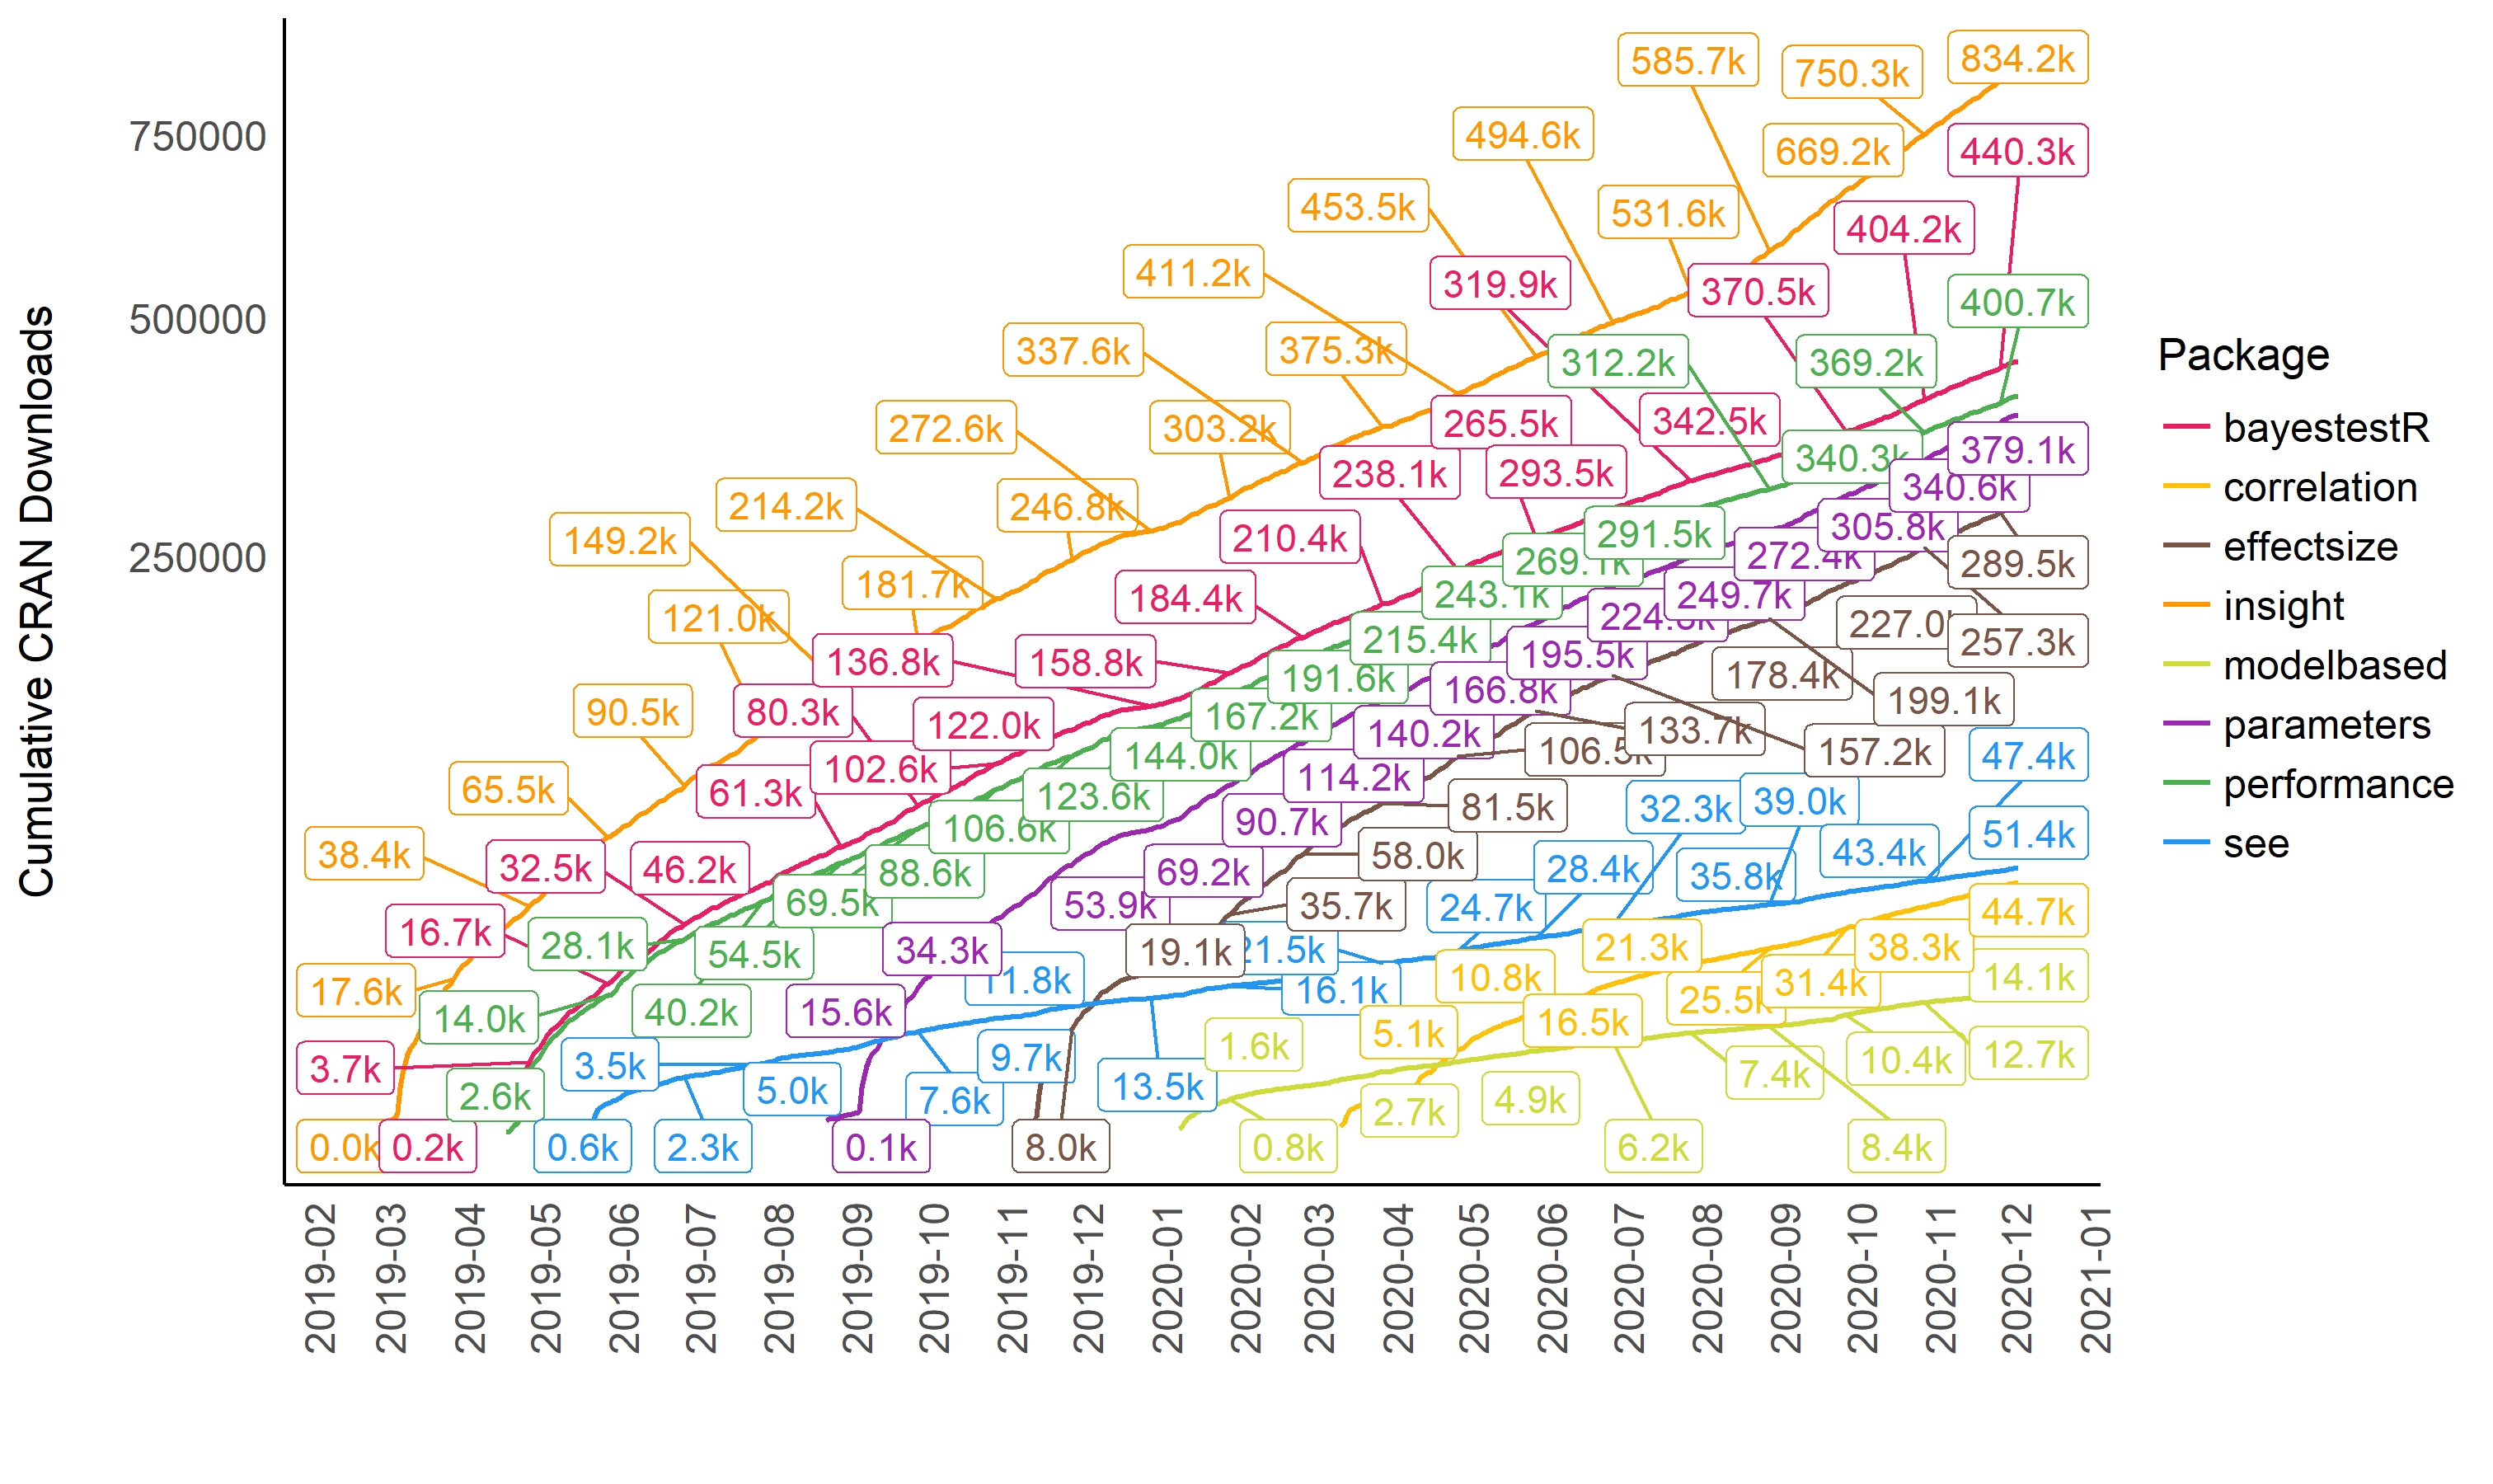 Cumulative CRAN Downloads
750000
500000
250000
585.7k
750.3k
834.2k
494.6k
669.2k
440.3k
453.5k
531.6k
404.2k
411.2k
319.9k
370.5k
400.7k
337.6k
375.3k
312.2k
369.2k
272.6k
303.2k
265.5k
342.5k
379.1k
340.3k
238.1k
293.5k
340.6k
214.2k
246.8k
149.2k
210.4k
291.5k
305.8k
269.1k
272.4k
289.5k
181.7k
184.4k
243.1k
249.7k
121.0k
227.0
257.3k
215.4k
136.8k
158.8k
195.5k
191.6k
178.4k
166.8k
199.1k
90.5k
80.3k
122.0k
167.2k
140.2k
133.7k
144.0k
106.5k
157.2k
47.4k
102.6k
114.2k
65.5k
61.3k
123.6k
81.5k
32.3k
39.0k
106.6k
90.7k
51.4k
38.4k
43.4k
58.0k
32.5k
46.2k
88.6k
69.2k
28.4k
35.8k
69.5k
53.9k
35.7k
24.7k
44.7k
16.7k
28.1k
54.5k
34.3k
19.1k
21.5k
21.3k
38.3k
17.6k
11.8k
10.8k
31.4k
14.1k
16.1k
25.5k
14.0k
40.2k
15.6k
16.5k
5.1k
1.6k
12.7k
3.7k
3.5k
9.7k
10.4k
7.4k
2.6k
5.0k
7.6k
13.5k
2.7k
4.9k
0.0k
0.2k
0.6k
2.3k
0.1k
8.0k
0.8k
6.2k
8.4k
2019-02
2019-03
2019-04
2019-05
2019-06
2019-07
2019-08
2019-09
2019-10
2019-11
2019-12
2020-01
2020-02
2020-03
2020-04
2020-05
2020-06
2020-07
2020-08
2020-09
2020-10
2020-11
2020-12
2021-01
Package
bayestestR
correlation
effectsize
insight
modelbased
parameters
performance
see